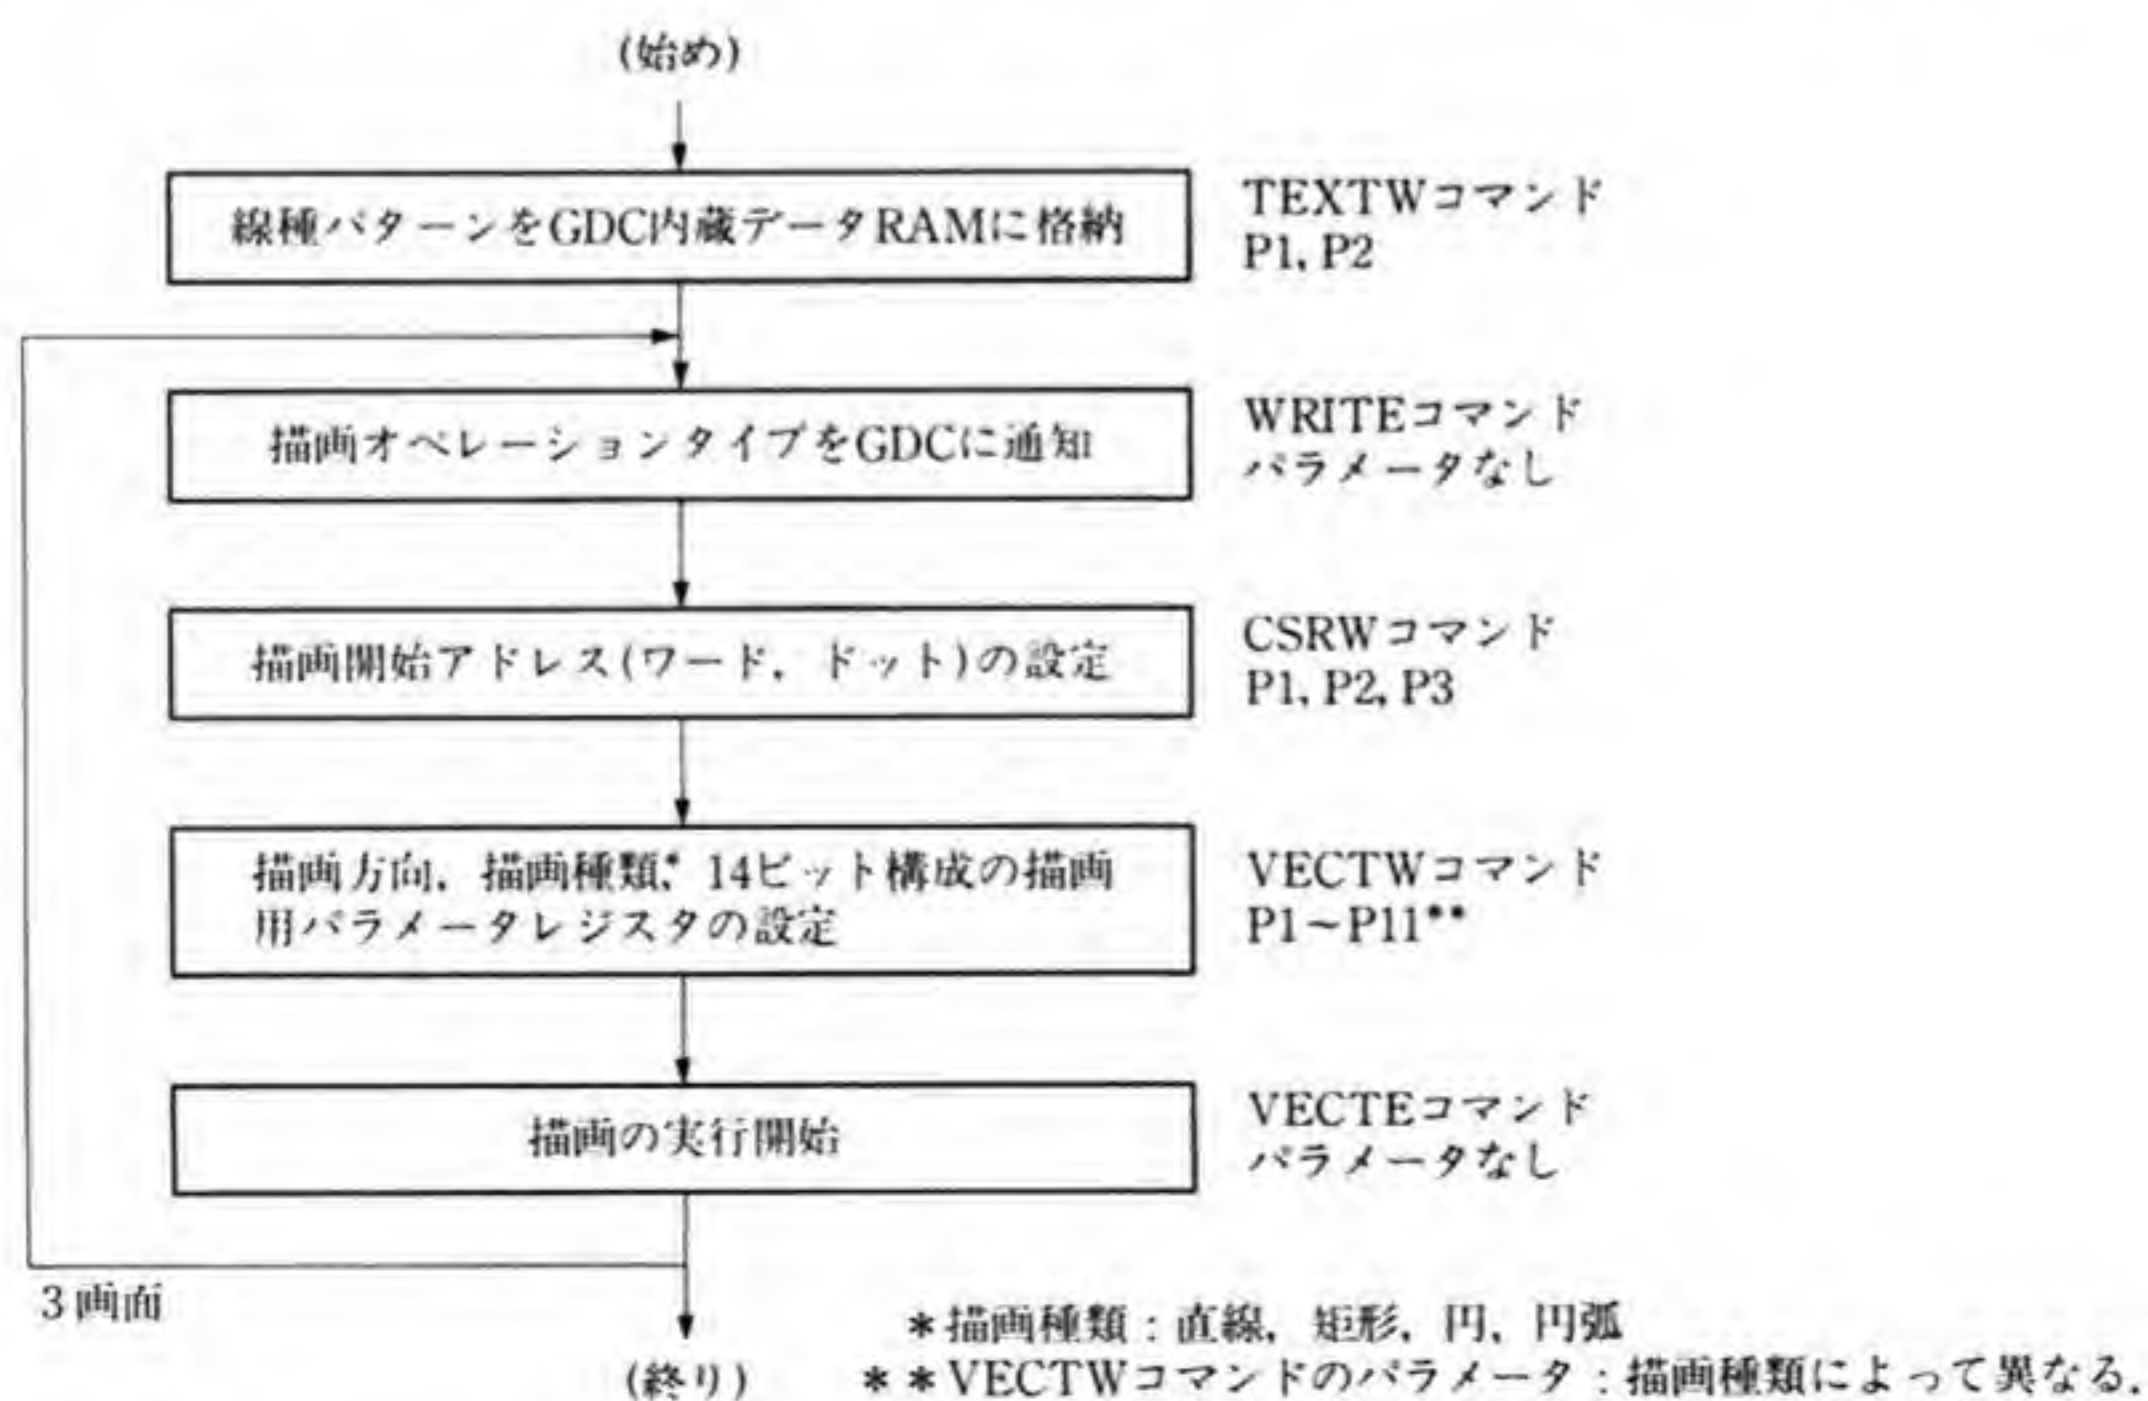 (始め)
線種パターンをGDC内蔵データRAMに格納
TEXTWコマンド
P1, P2
描画オペレーションタイプをGDCに通知
WRITEコマンド
パラメータなし
描画開始アドレス(ワード，ドット)の設定
CSRWコマンド
P1, P2, P3
描画方向，描画種類*，14ビット構成の描画
用パラメータレジスタの設定
VECTWコマンド
P1～P11**
描画の実行開始
VECTEコマンド
パラメータなし
3画面
(終り)
*描画種類：直線，矩形，円，円弧
**VECTWコマンドのパラメータ：描画種類によって異なる．